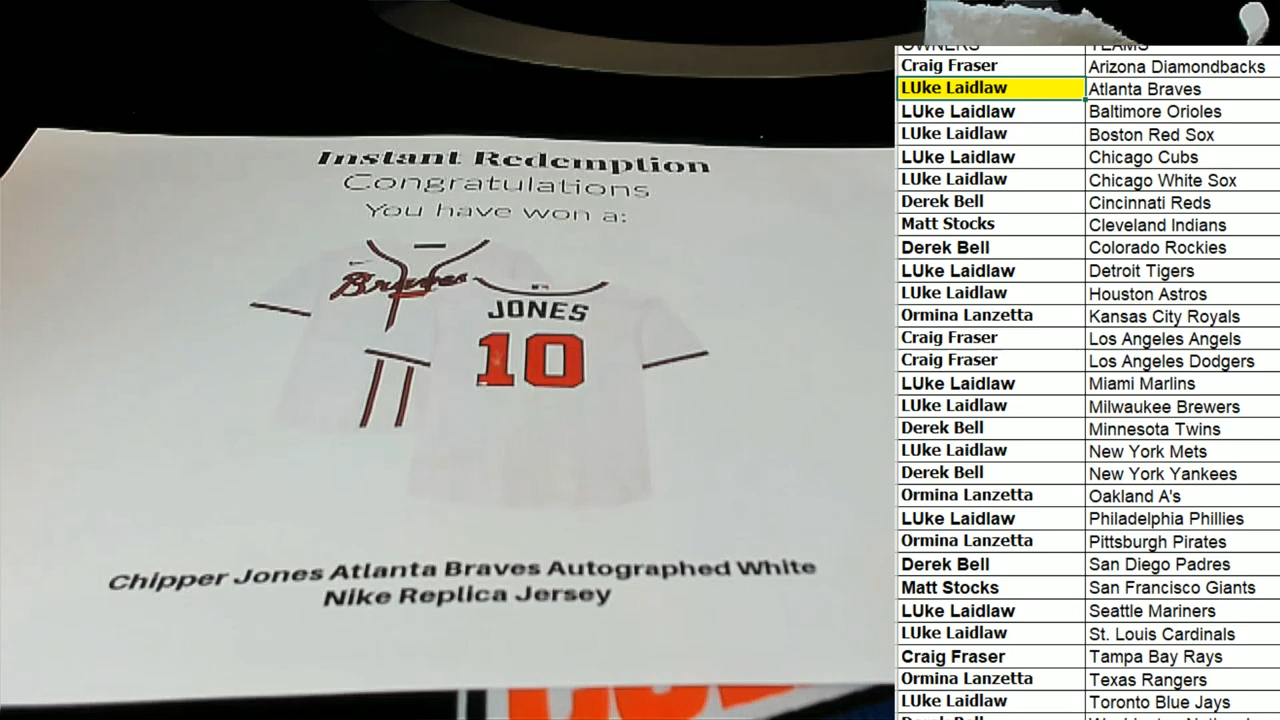 Instant Redemption
Congratulations
You have won a:
Braves
JONES
10
Chipper Jones Atlanta Braves Autographed White
Nike Replica Jersey
OWNERS TEAMS
Craig Fraser Arizona Diamondbacks
LUke Laidlaw Atlanta Braves
LUke Laidlaw Baltimore Orioles
LUke Laidlaw Boston Red Sox
LUke Laidlaw Chicago Cubs
LUke Laidlaw Chicago White Sox
Derek Bell Cincinnati Reds
Matt Stocks Cleveland Indians
Derek Bell Colorado Rockies
LUke Laidlaw Detroit Tigers
LUke Laidlaw Houston Astros
Ormina Lanzetta Kansas City Royals
Craig Fraser Los Angeles Angels
Craig Fraser Los Angeles Dodgers
LUke Laidlaw Miami Marlins
LUke Laidlaw Milwaukee Brewers
Derek Bell Minnesota Twins
LUke Laidlaw New York Mets
Derek Bell New York Yankees
Ormina Lanzetta Oakland A's
LUke Laidlaw Philadelphia Phillies
Ormina Lanzetta Pittsburgh Pirates
Derek Bell San Diego Padres
Matt Stocks San Francisco Giants
LUke Laidlaw Seattle Mariners
LUke Laidlaw St. Louis Cardinals
Craig Fraser Tampa Bay Rays
Ormina Lanzetta Texas Rangers
LUke Laidlaw Toronto Blue Jays